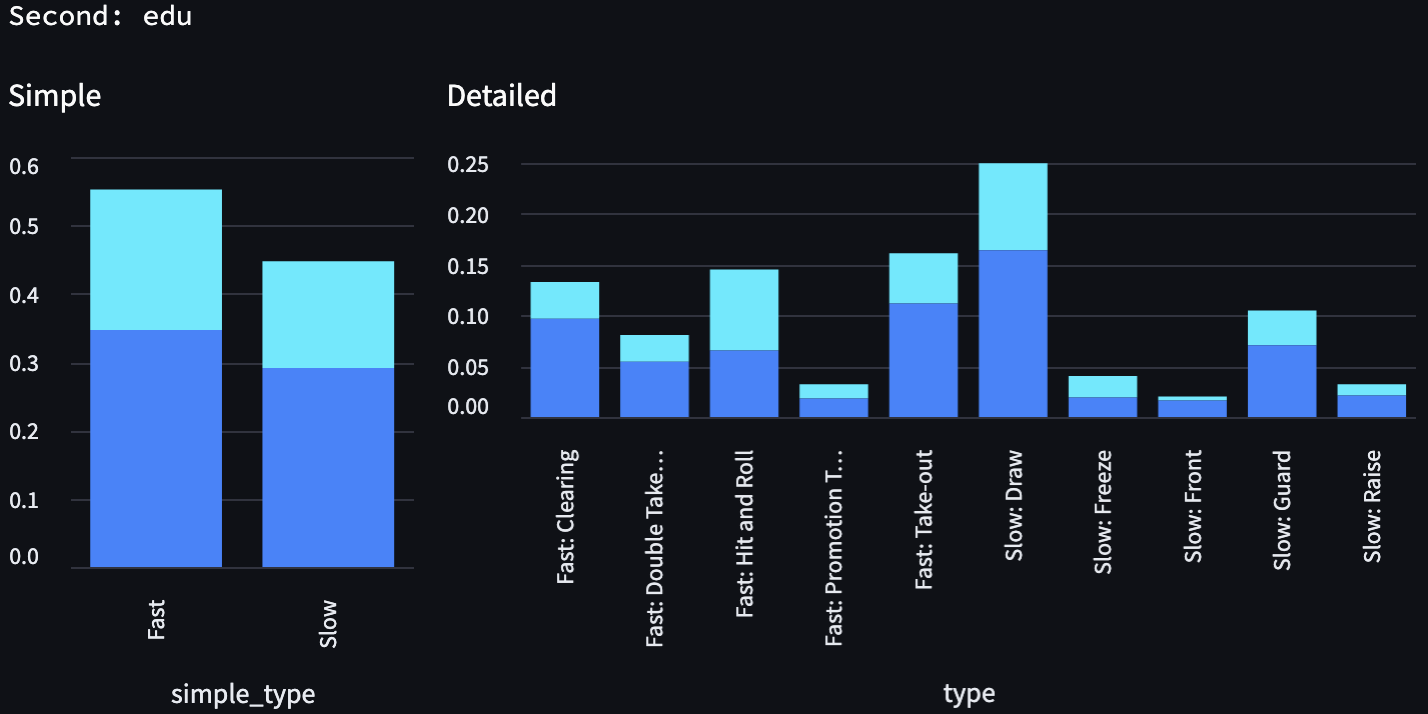 Second: edu
Simple
0.6
0.5
0.4
0.3
0.2
0.1
0.0
Fast
Slow
simple_type
Detailed
0.25
0.20
0.15
0.10
0.05
0.00
Fast: Clearing
Fast: Double Take…
Fast: Hit and Roll
Fast: Promotion T…
Fast: Take-out
Slow: Draw
Slow: Freeze
Slow: Front
Slow: Guard
Slow: Raise
type